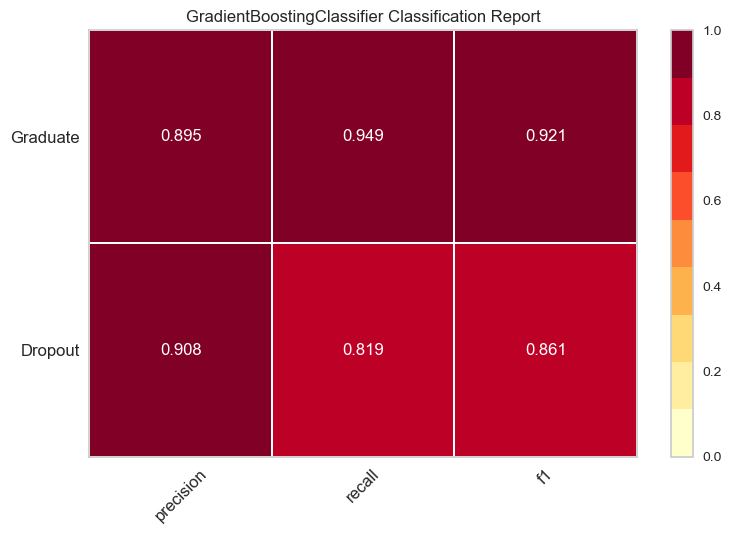 GradientBoostingClassifier Classification Report
Graduate
0.895
0.949
0.921
Dropout
0.908
0.819
0.861
precision
recall
f1
1.0
0.8
0.6
0.4
0.2
0.0